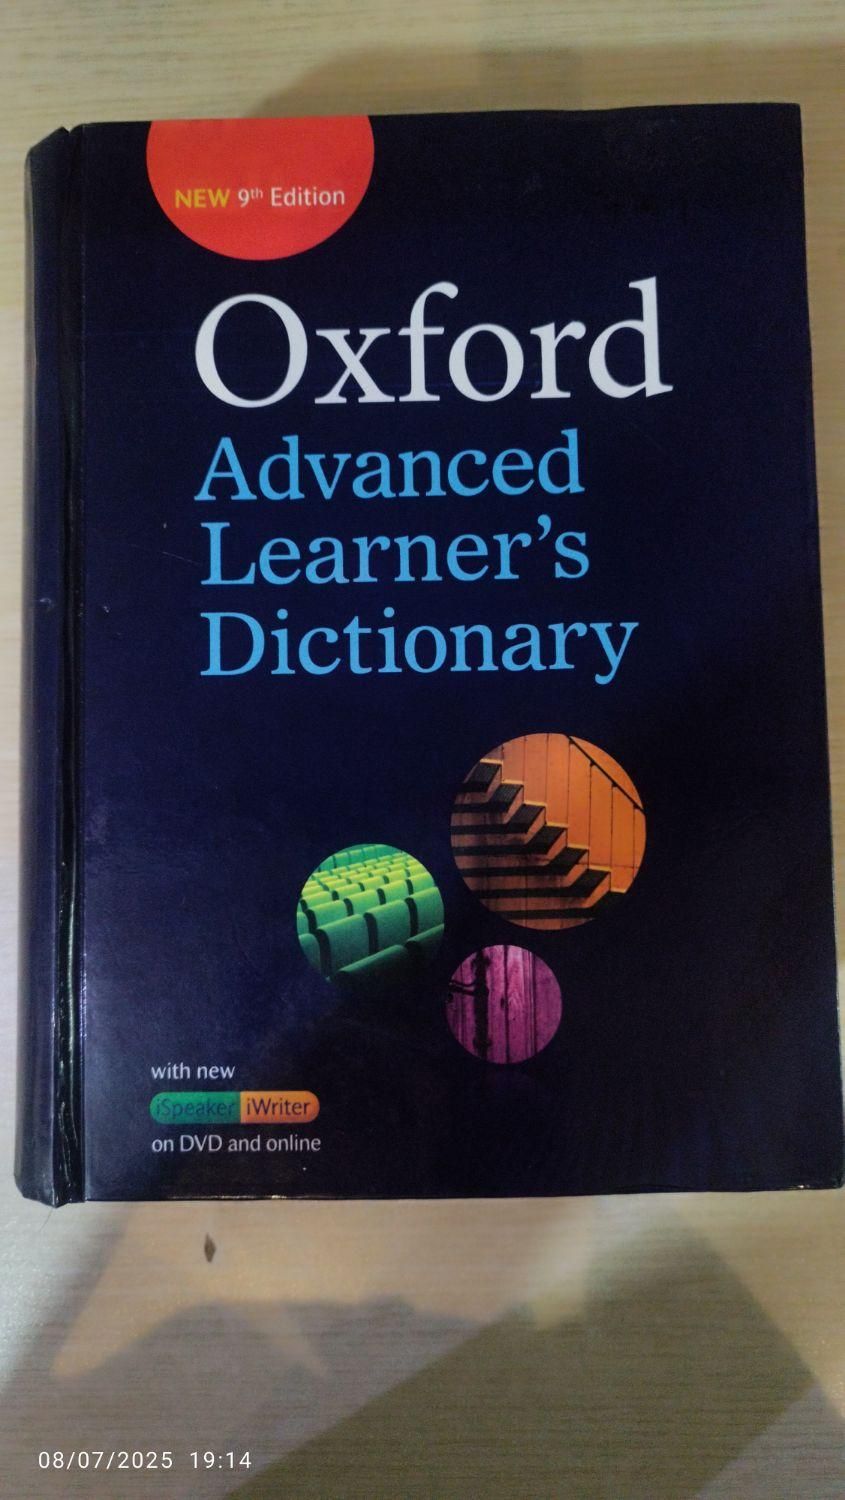 NEW 9th Edition
Oxford
Advanced
Learner's
Dictionary
with new
iSpeaker iWriter
on DVD and online
08/07/2025 19:14